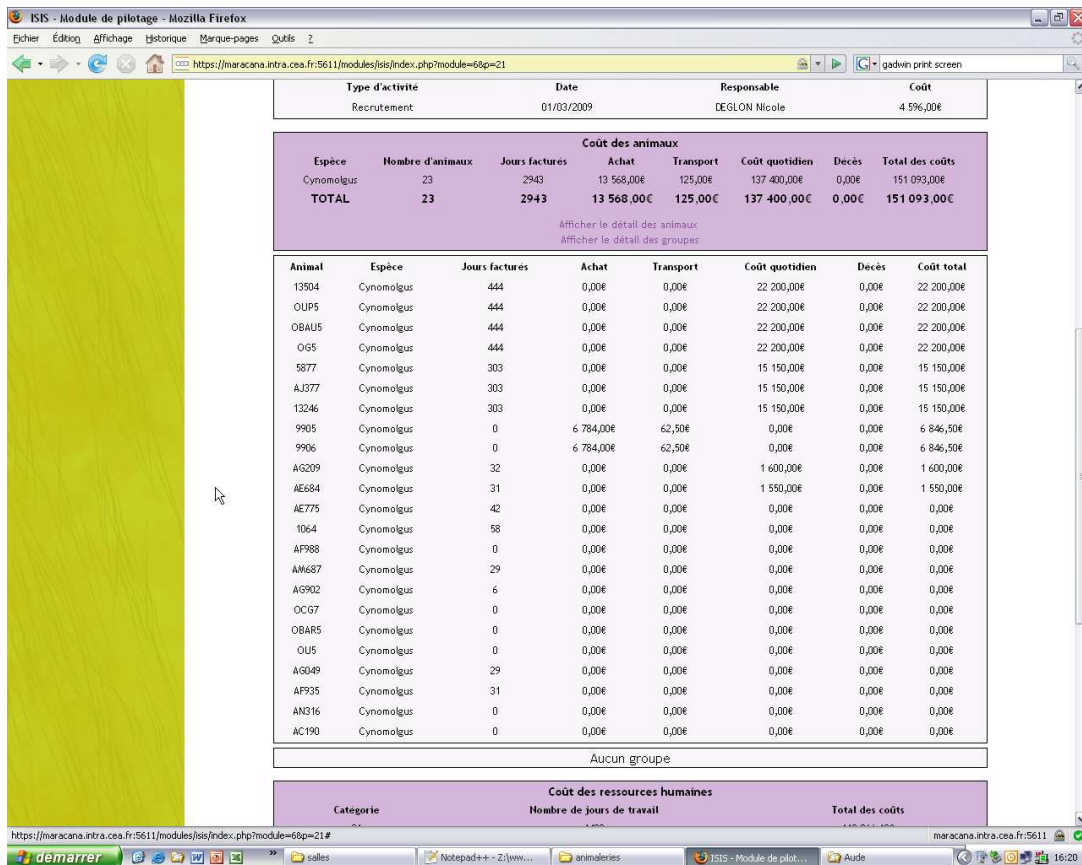 ISIS - Module de pilotage - Mozilla Firefox
Fichier Édition Affichage Historique Marque-pages Outils ?
https://maracana.intra.cea.fr:5611/modules/isis/index.php?module=6&p=21 gadwin print screen
Type d'activité Date Responsable Coût
Recrutement 01/03/2009 DEGLON Nicole 4 596,00€
Coût des animaux
Espèce Nombre d'animaux Jours facturés Achat Transport Coût quotidien Décès Total des coûts
Cynomolgus 23 2943 13 568,00€ 125,00€ 137 400,00€ 0,00€ 151 093,00€
TOTAL 23 2943 13 568,00€ 125,00€ 137 400,00€ 0,00€ 151 093,00€
Afficher le détail des animaux
Afficher le détail des groupes
Animal Espèce Jours facturés Achat Transport Coût quotidien Décès Coût total
13504 Cynomolgus 444 0,00€ 0,00€ 22 200,00€ 0,00€ 22 200,00€
OUP5 Cynomolgus 444 0,00€ 0,00€ 22 200,00€ 0,00€ 22 200,00€
OBAU5 Cynomolgus 444 0,00€ 0,00€ 22 200,00€ 0,00€ 22 200,00€
OG5 Cynomolgus 444 0,00€ 0,00€ 22 200,00€ 0,00€ 22 200,00€
5877 Cynomolgus 303 0,00€ 0,00€ 15 150,00€ 0,00€ 15 150,00€
AJ377 Cynomolgus 303 0,00€ 0,00€ 15 150,00€ 0,00€ 15 150,00€
13246 Cynomolgus 303 0,00€ 0,00€ 15 150,00€ 0,00€ 15 150,00€
9905 Cynomolgus 0 6 784,00€ 62,50€ 0,00€ 0,00€ 6 846,50€
9906 Cynomolgus 0 6 784,00€ 62,50€ 0,00€ 0,00€ 6 846,50€
AG209 Cynomolgus 32 0,00€ 0,00€ 1 600,00€ 0,00€ 1 600,00€
AE684 Cynomolgus 31 0,00€ 0,00€ 1 550,00€ 0,00€ 1 550,00€
AE775 Cynomolgus 42 0,00€ 0,00€ 0,00€ 0,00€ 0,00€
1064 Cynomolgus 58 0,00€ 0,00€ 0,00€ 0,00€ 0,00€
AF988 Cynomolgus 0 0,00€ 0,00€ 0,00€ 0,00€ 0,00€
AM687 Cynomolgus 29 0,00€ 0,00€ 0,00€ 0,00€ 0,00€
AG902 Cynomolgus 6 0,00€ 0,00€ 0,00€ 0,00€ 0,00€
OCG7 Cynomolgus 0 0,00€ 0,00€ 0,00€ 0,00€ 0,00€
OBAR5 Cynomolgus 0 0,00€ 0,00€ 0,00€ 0,00€ 0,00€
OU5 Cynomolgus 0 0,00€ 0,00€ 0,00€ 0,00€ 0,00€
AG049 Cynomolgus 29 0,00€ 0,00€ 0,00€ 0,00€ 0,00€
AF935 Cynomolgus 31 0,00€ 0,00€ 0,00€ 0,00€ 0,00€
AN316 Cynomolgus 0 0,00€ 0,00€ 0,00€ 0,00€ 0,00€
AC190 Cynomolgus 0 0,00€ 0,00€ 0,00€ 0,00€ 0,00€
Aucun groupe
Coût des ressources humaines
Catégorie Nombre de jours de travail Total des coûts
https://maracana.intra.cea.fr:5611/modules/isis/index.php?module=6&p=21# maracana.intra.cea.fr:5611
démarrer salles Notepad++ - Z:\ww... animaleries ISIS - Module de pilot... Aude 16:20